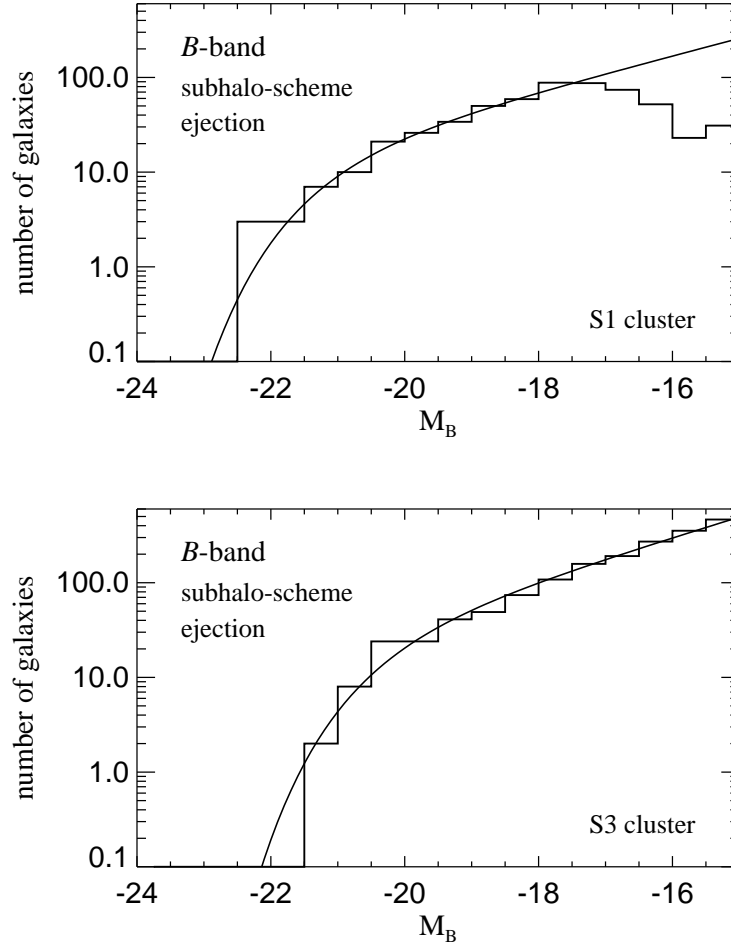 B-band
subhalo-scheme
ejection
number of galaxies
100.0
10.0
1.0
0.1
S1 cluster
-24 -22 -20 -18 -16
M_B
B-band
subhalo-scheme
ejection
number of galaxies
100.0
10.0
1.0
0.1
S3 cluster
-24 -22 -20 -18 -16
M_B